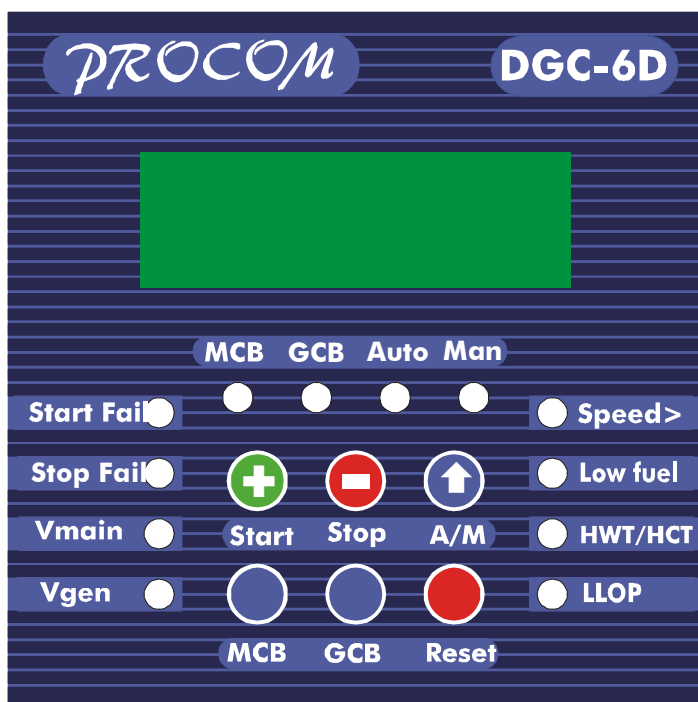 PROCOM DGC-6D
MCB GCB Auto Man
Start Fail Speed>
Stop Fail Low fuel
Vmain Start Stop A/M HWT/HCT
Vgen LLOP
MCB GCB Reset